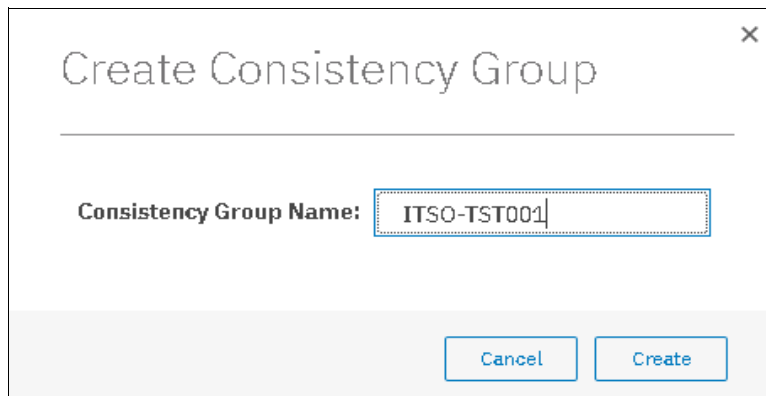 Create Consistency Group
Consistency Group Name: ITSO-TST001
Cancel Create